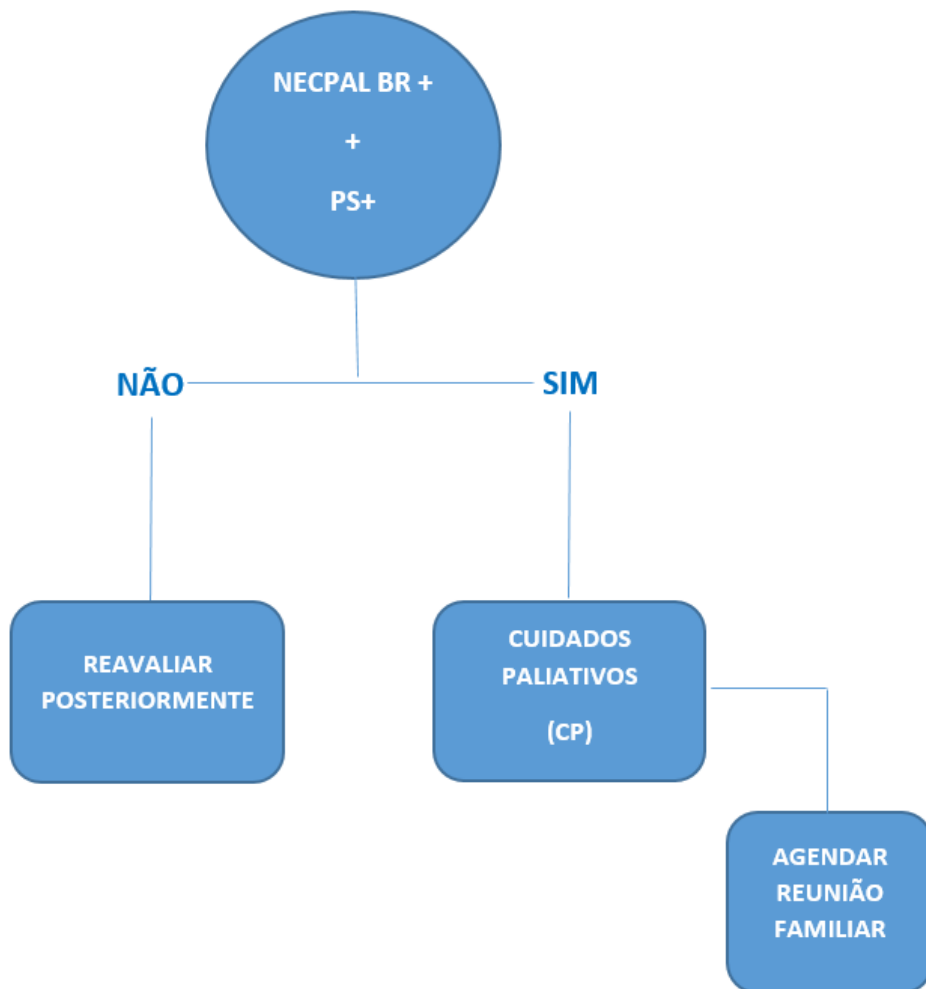 NECPAL BR +
+
PS+
NÃO
SIM
REAVALIAR
POSTERIORMENTE
CUIDADOS
PALIATIVOS
(CP)
AGENDAR
REUNIÃO
FAMILIAR